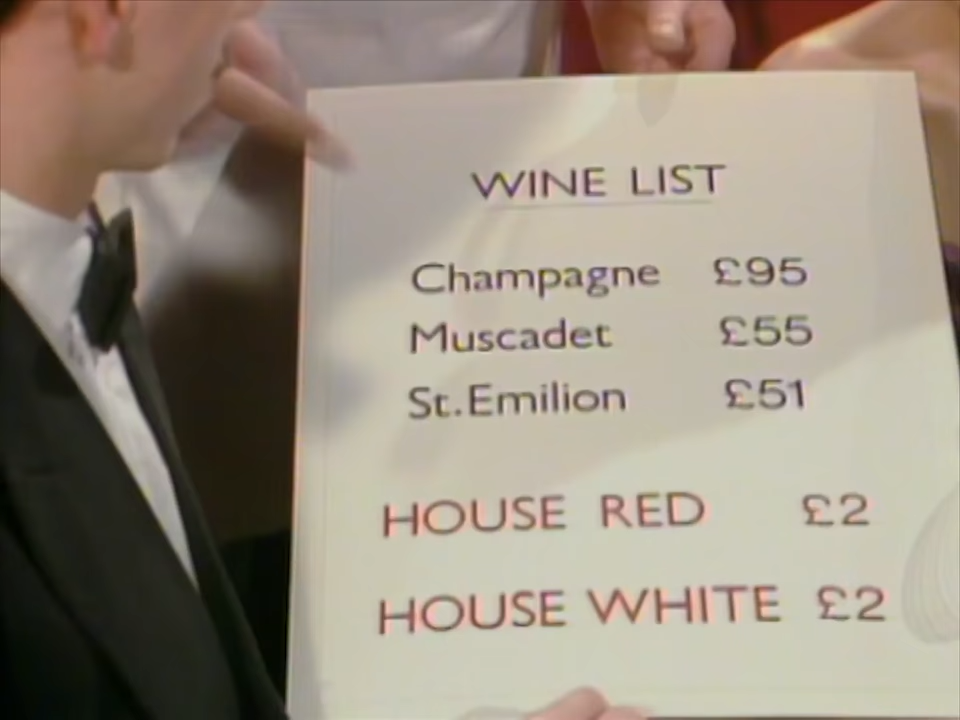 WINE LIST
Champagne £95
Muscadet £55
St. Emilion £51
HOUSE RED £2
HOUSE WHITE £2